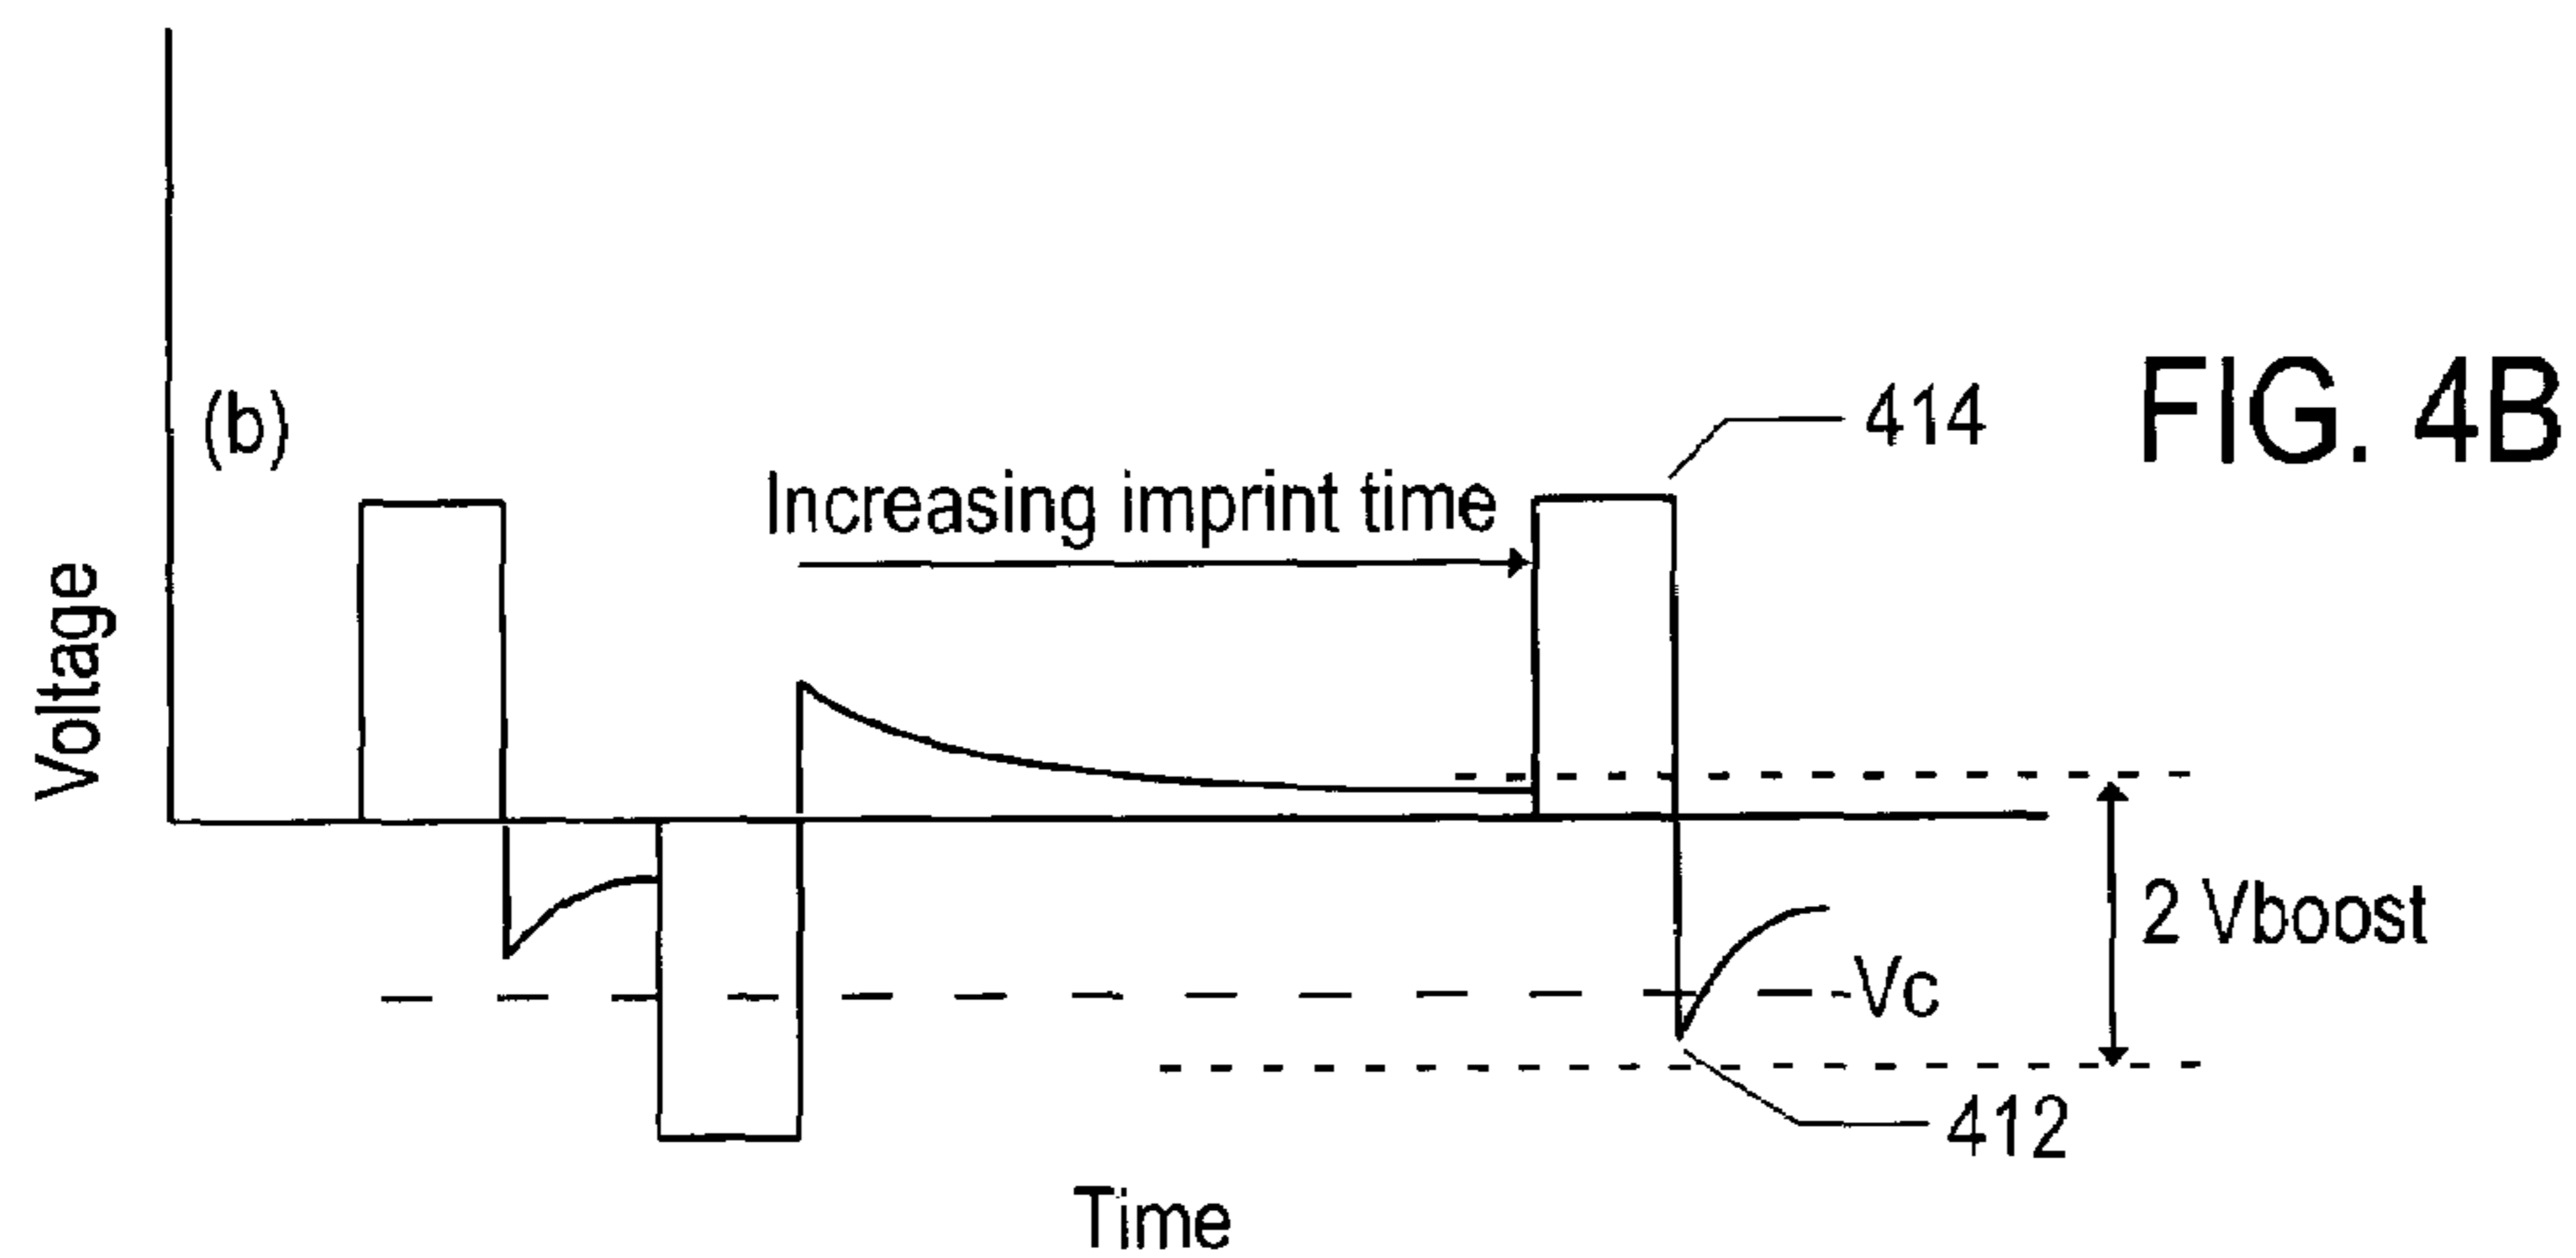 (b)
414
FIG. 4B
Increasing imprint time
Voltage
2 Vboost
-Vc
412
Time